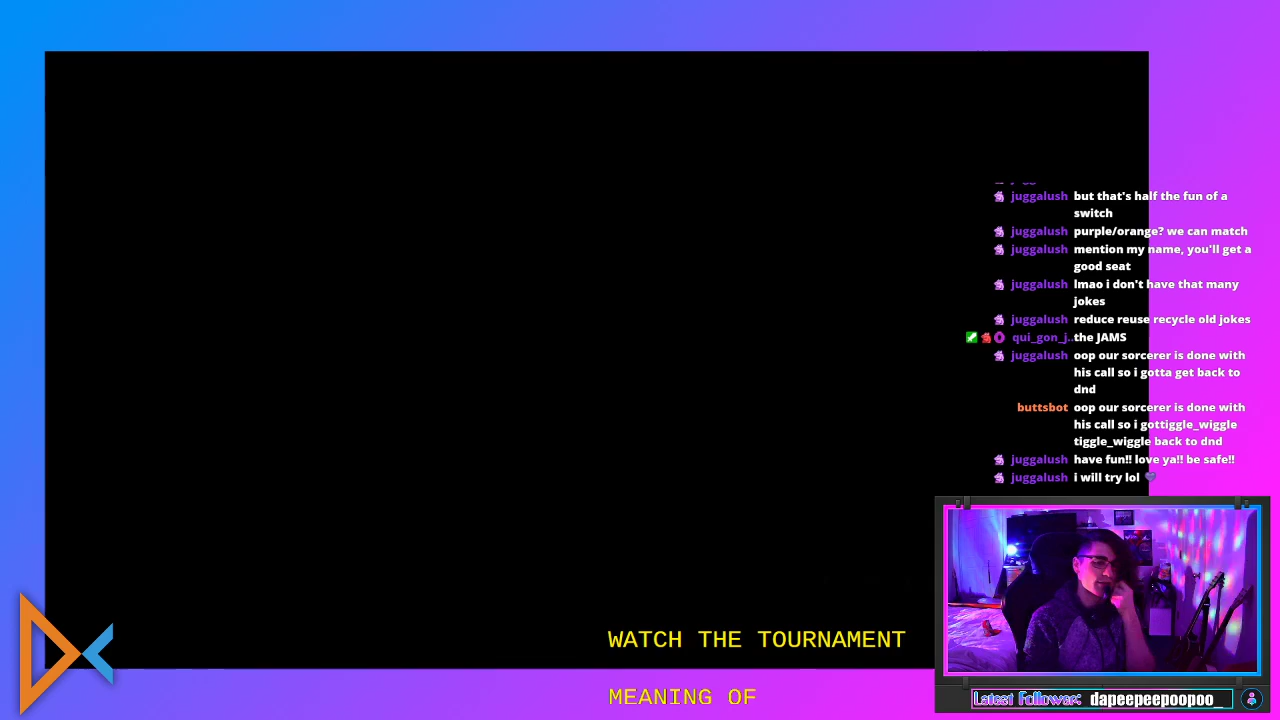 juggalush but that's half the fun of a
switch
juggalush purple/orange? we can match
juggalush mention my name, you'll get a
good seat
juggalush lmao i don't have that many
jokes
juggalush reduce reuse recycle old jokes
qui_gon_j.. the JAMS
juggalush oop our sorcerer is done with
his call so i gotta get back to
dnd
buttsbot oop our sorcerer is done with
his call so i gottiggle_wiggle
tiggle_wiggle back to dnd
juggalush have fun!! love ya!! be safe!!
juggalush i will try lol
WATCH THE TOURNAMENT
MEANING OF
Latest Follower: dapeepeepoopoo_